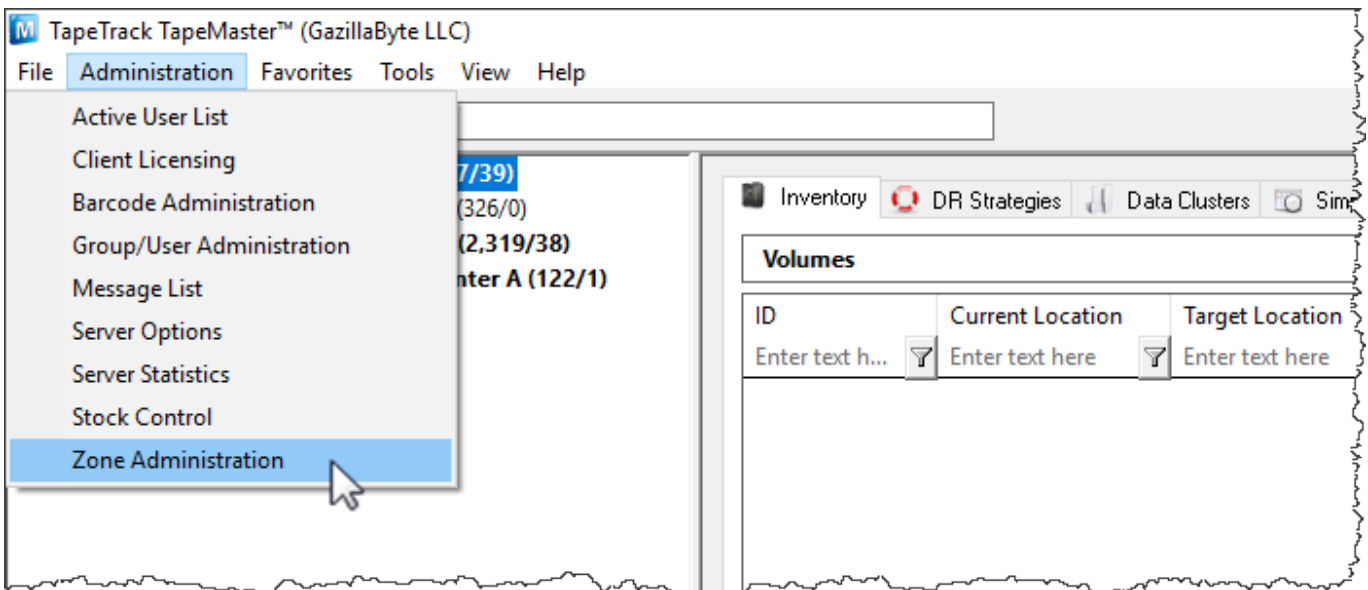 TapeTrack TapeMaster™ (GazillaByte LLC)
File Administration Favorites Tools View Help
Active User List
Client Licensing
Barcode Administration
Group/User Administration
Message List
Server Options
Server Statistics
Stock Control
Zone Administration
7/39)
(326/0)
(2,319/38)
nter A (122/1)
Inventory DR Strategies Data Clusters Sim
Volumes
ID Current Location Target Location
Enter text h... Enter text here Enter text here